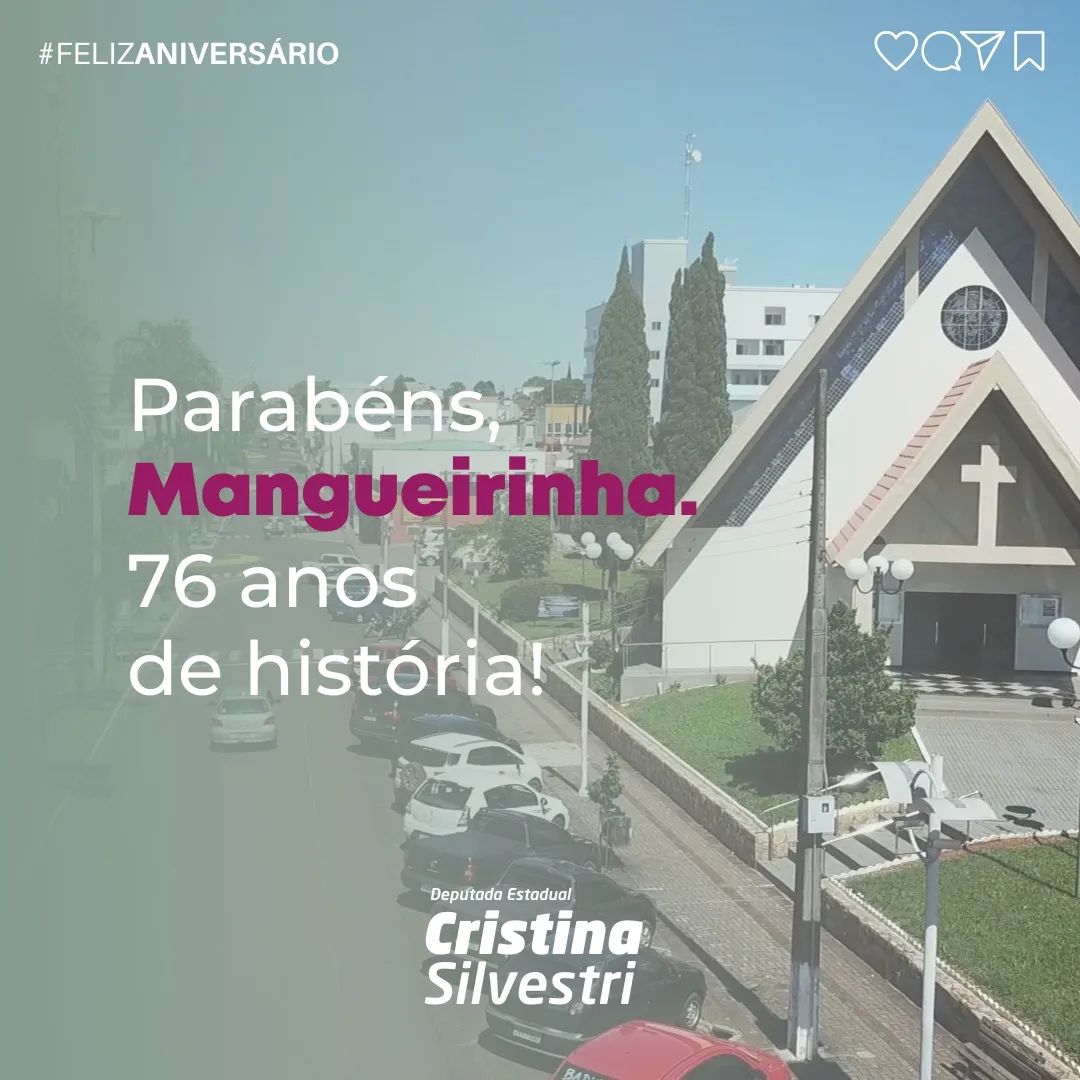 #FELIZANIVERSÁRIO
Parabéns,
Mangueirinha.
76 anos
de história!
Deputada Estadual
Cristina
Silvestri